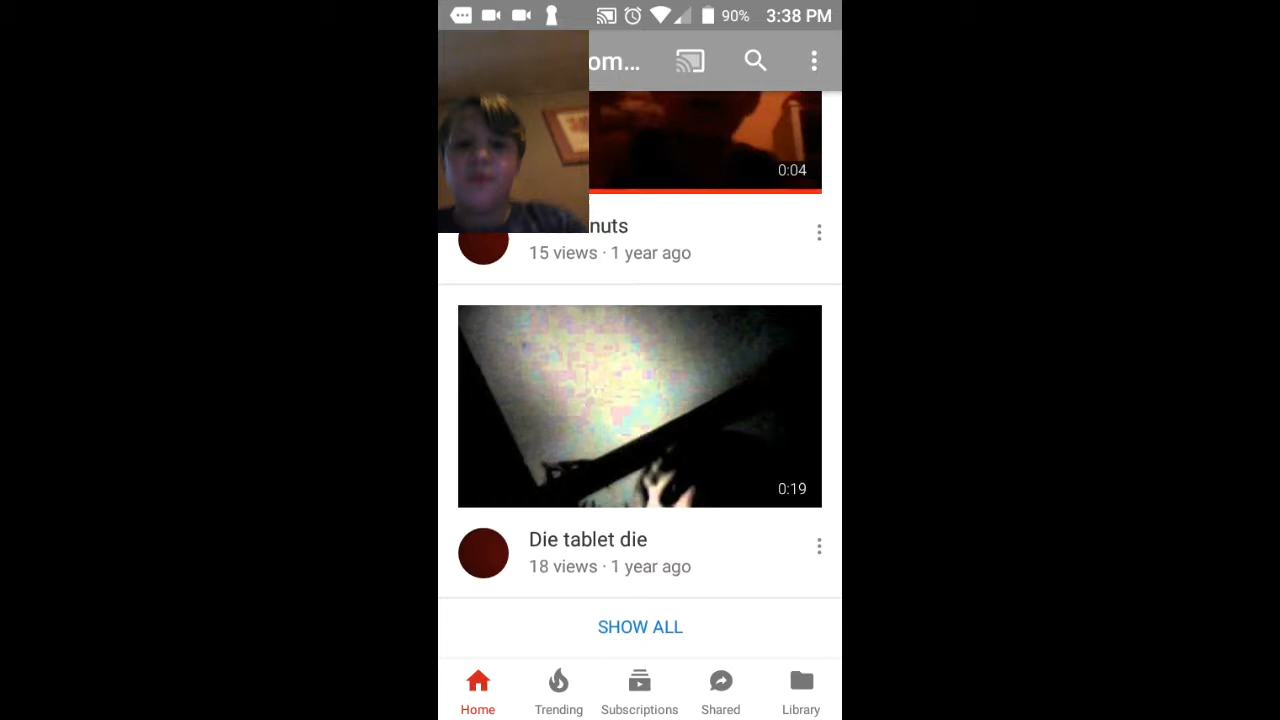 90% 3:38 PM
om...
0:04
nuts
15 views · 1 year ago
0:19
Die tablet die
18 views · 1 year ago
SHOW ALL
Home Trending Subscriptions Shared Library